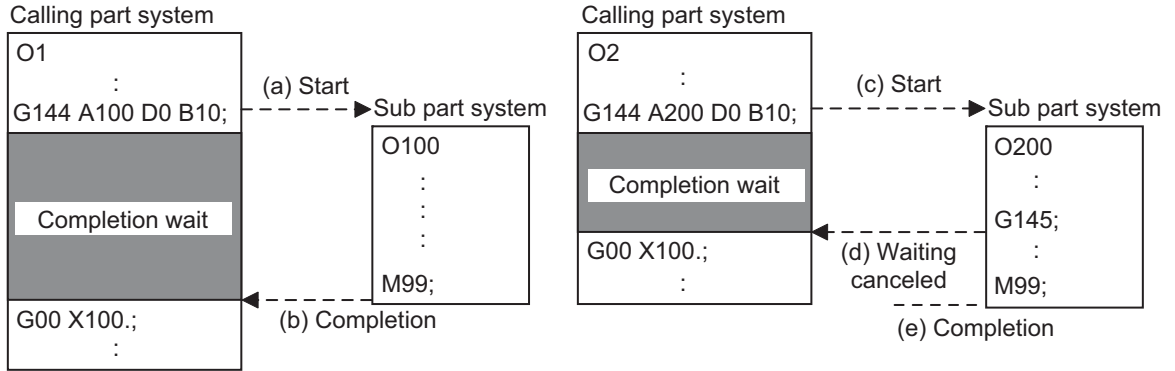 Calling part system
O1
:
G144 A100 D0 B10;
Completion wait
G00 X100.;
:
(a) Start
Sub part system
O100
:
:
:
:
M99;
(b) Completion
Calling part system
O2
:
G144 A200 D0 B10;
Completion wait
G00 X100.;
:
(c) Start
Sub part system
O200
:
G145;
:
M99;
(d) Waiting
canceled
(e) Completion